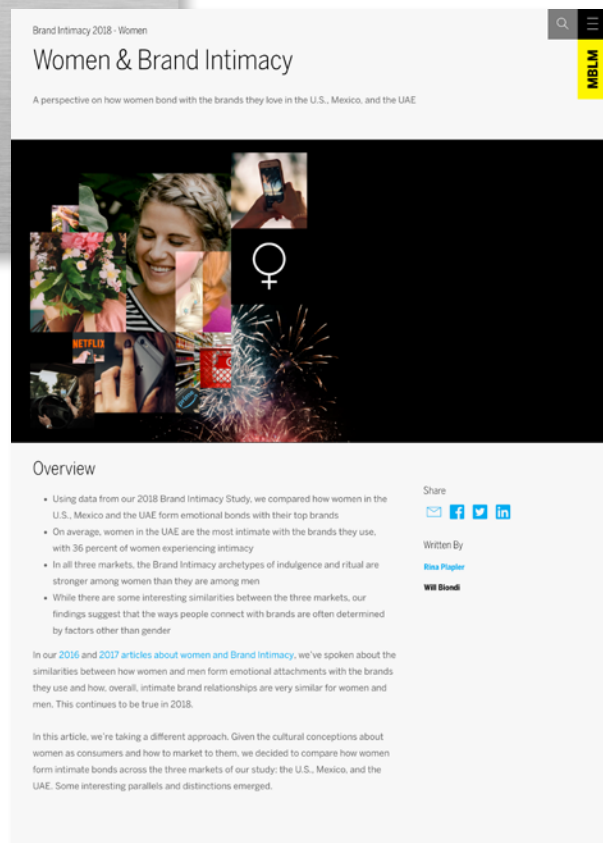 Brand Intimacy 2018 - Women
Women & Brand Intimacy
MBLM
A perspective on how women bond with the brands they love in the U.S., Mexico, and the UAE
NETFLIX
Overview
• Using data from our 2018 Brand Intimacy Study, we compared how women in the
U.S., Mexico and the UAE form emotional bonds with their top brands
• On average, women in the UAE are the most intimate with the brands they use,
with 36 percent of women experiencing intimacy
• In all three markets, the Brand Intimacy archetypes of indulgence and ritual are
stronger among women than they are among men
• While there are some interesting similarities between the three markets, our
findings suggest that the ways people connect with brands are often determined
by factors other than gender
In our 2016 and 2017 articles about women and Brand Intimacy, we've spoken about the
similarities between how women and men form emotional attachments with the brands
they use and how, overall, intimate brand relationships are very similar for women and
men. This continues to be true in 2018.
In this article, we're taking a different approach. Given the cultural conceptions about
women as consumers and how to market to them, we decided to compare how women
form intimate bonds across the three markets of our study: the U.S., Mexico, and the
UAE. Some interesting parallels and distinctions emerged.
Share
Written By
Rina Plapler
Will Biondi